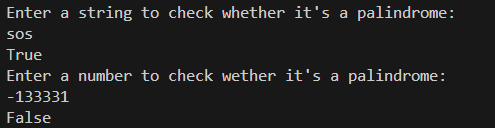 Enter a string to check whether it's a palindrome:
sos
True
Enter a number to check wether it's a palindrome:
-133331
False